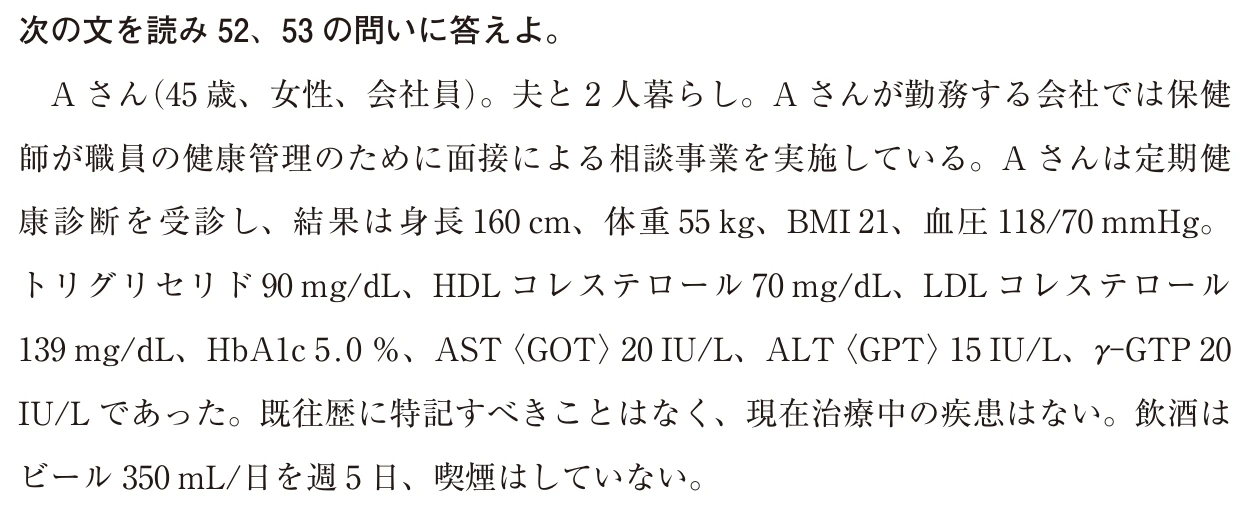 次の文を読み 52、53 の問いに答えよ。
A さん(45 歳、女性、会社員)。夫と 2 人暮らし。A さんが勤務する会社では保健
師が職員の健康管理のために面接による相談事業を実施している。A さんは定期健
康診断を受診し、結果は身長 160 cm、体重 55 kg、BMI 21、血圧 118/70 mmHg。
トリグリセリド 90 mg/dL、HDL コレステロール 70 mg/dL、LDL コレステロール
139 mg/dL、HbA1c 5.0 %、AST〈GOT〉20 IU/L、ALT〈GPT〉15 IU/L、γ-GTP 20
IU/L であった。既往歴に特記すべきことはなく、現在治療中の疾患はない。飲酒は
ビール 350 mL/日を週 5 日、喫煙はしていない。